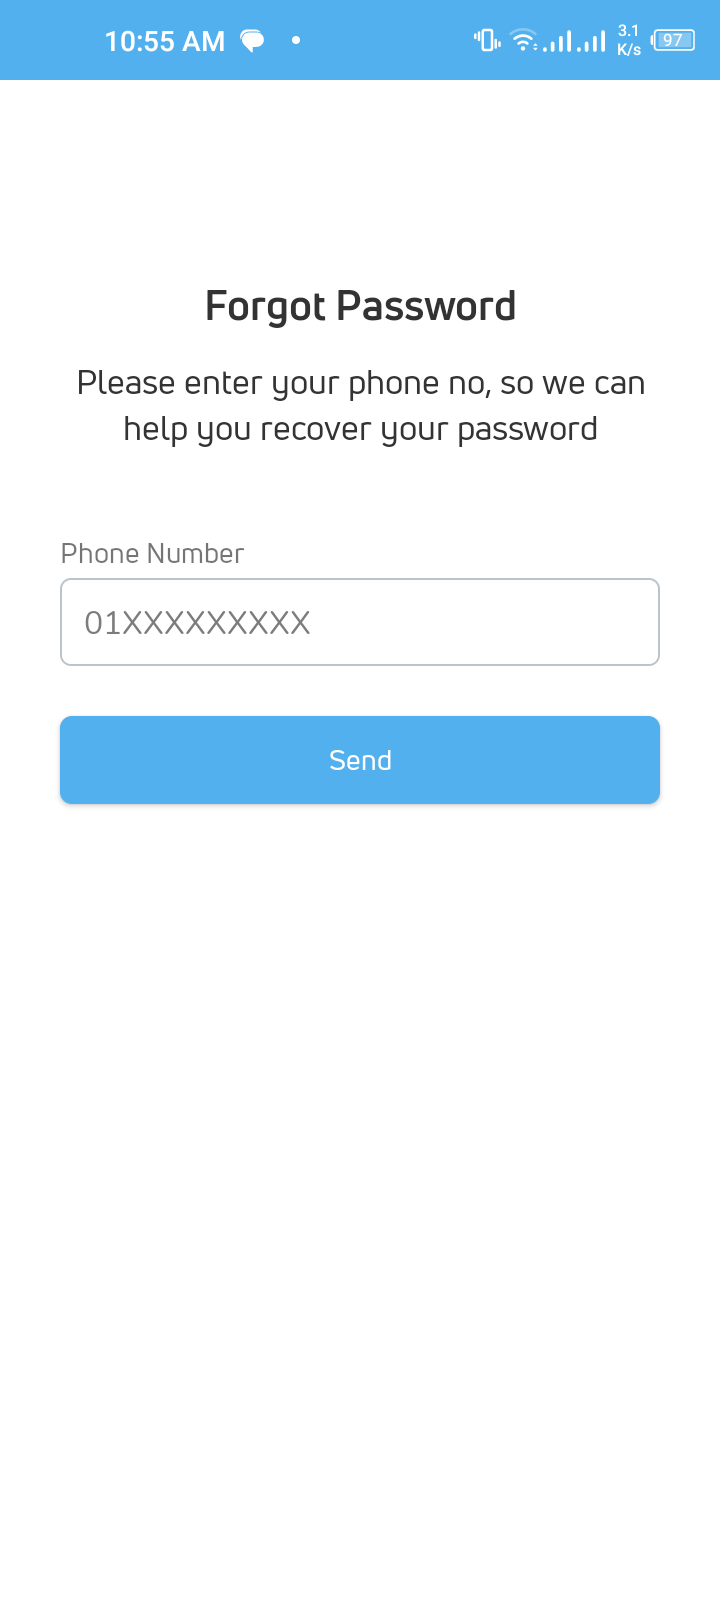 10:55 AM
3.1
K/s
97
Forgot Password
Please enter your phone no, so we can
help you recover your password
Phone Number
01XXXXXXXXX
Send